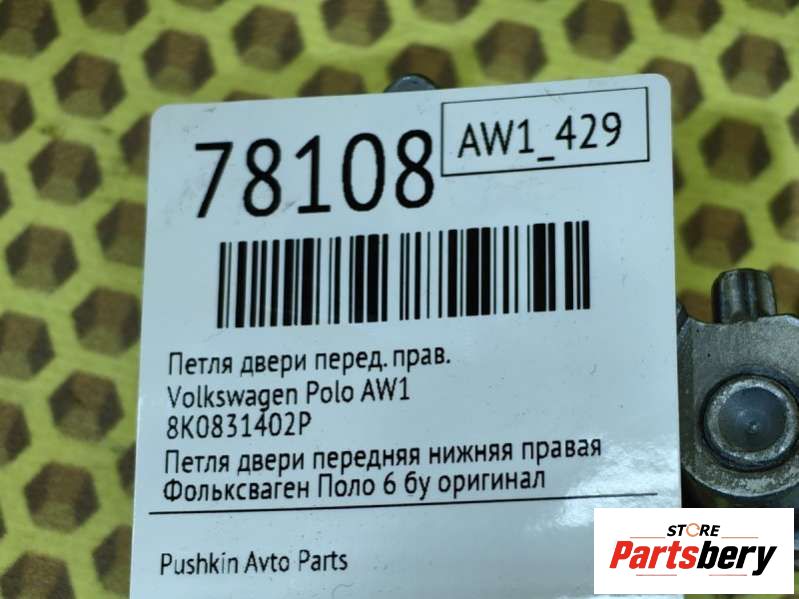 78108
AW1_429
Петля двери перед. прав.
Volkswagen Polo AW1
8K0831402P
Петля двери передняя нижняя правая
Фольксваген Поло 6 бу оригинал
Pushkin Avto Parts
STORE
Partsbery